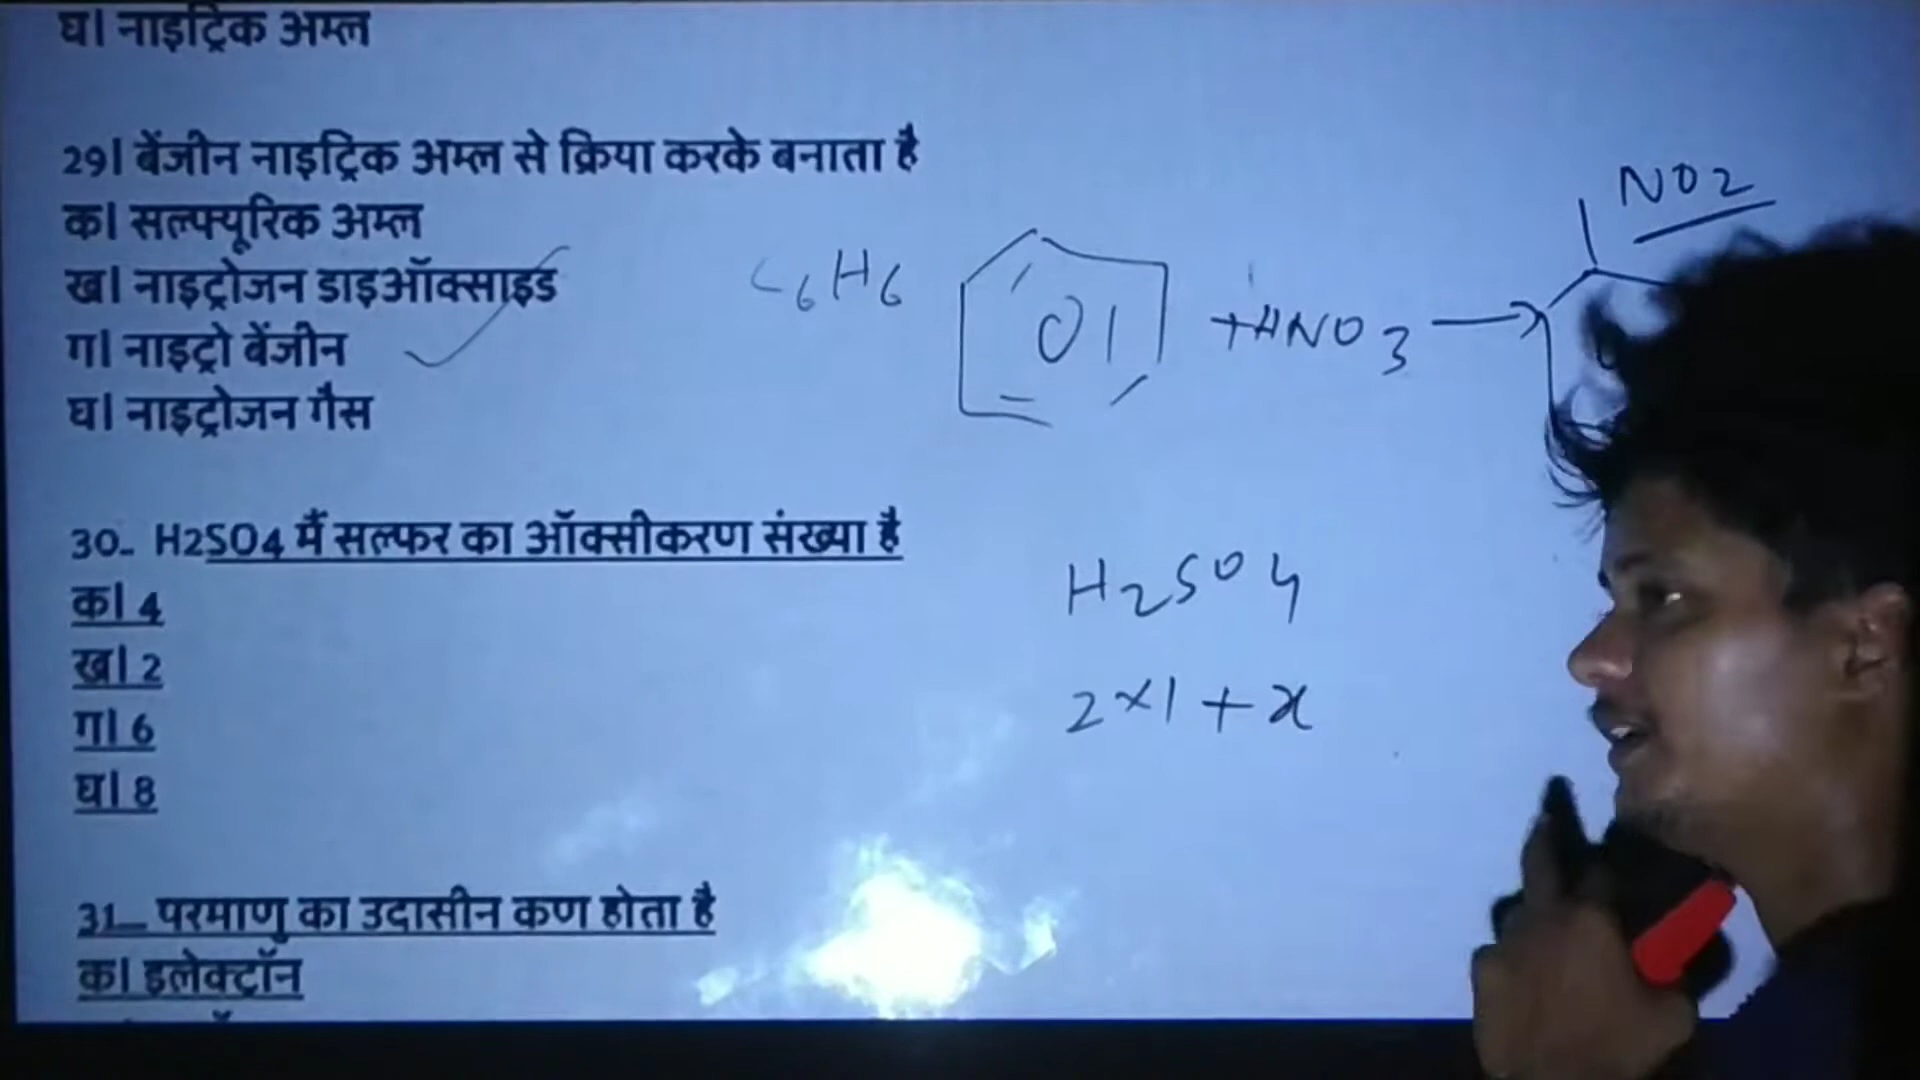 घ। नाइट्रिक अम्ल
29। बेंजीन नाइट्रिक अम्ल से क्रिया करके बनाता है
क। सल्फ्यूरिक अम्ल
ख। नाइट्रोजन डाइऑक्साइड
ग। नाइट्रो बेंजीन
घ। नाइट्रोजन गैस
C6H6 + HNO3 → NO2
30- H2SO4 मैं सल्फर का ऑक्सीकरण संख्या है
क। 4
ख। 2
ग। 6
घ। 8
H2SO4
2×1+x
31_ परमाणु का उदासीन कण होता है
क। इलेक्ट्रॉन